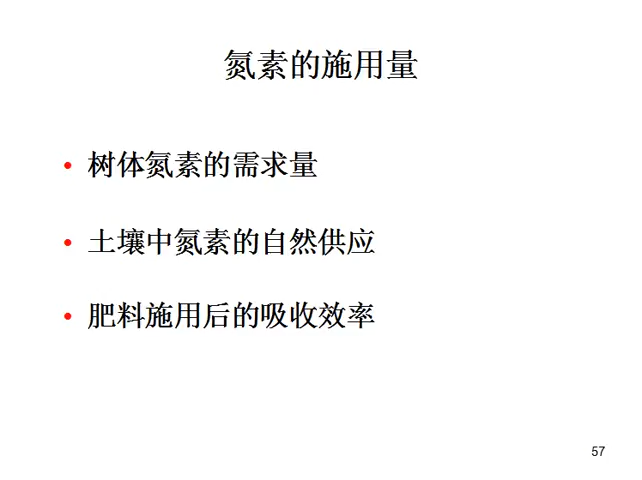 氮素的施用量
• 树体氮素的需求量
• 土壤中氮素的自然供应
• 肥料施用后的吸收效率
57